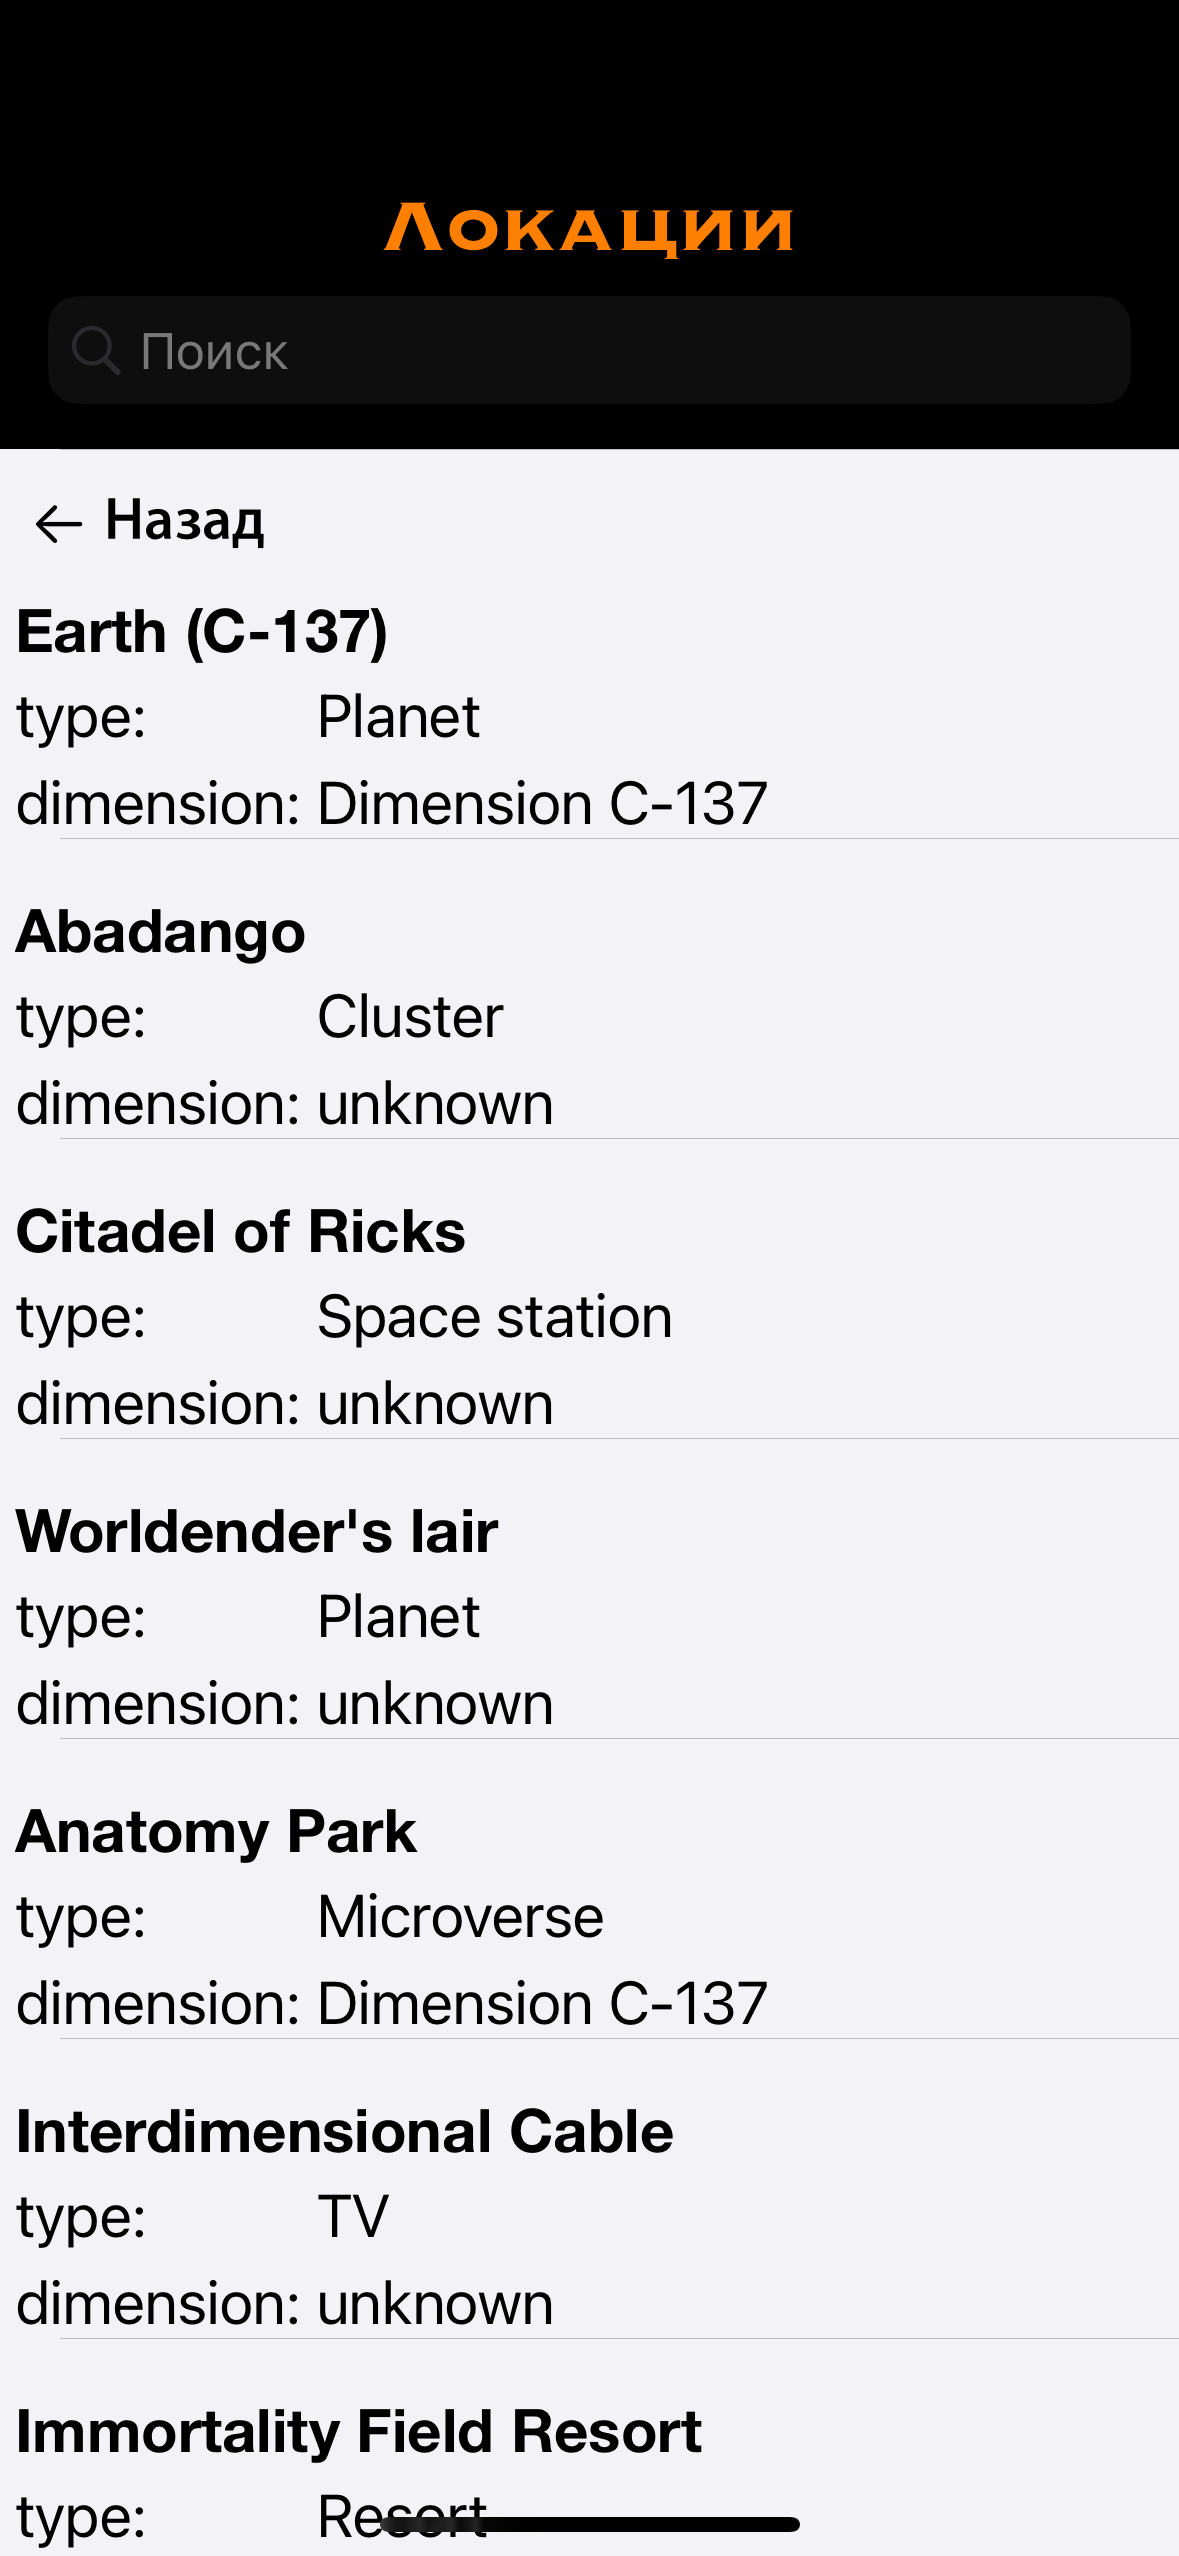 Локации
Поиск
← Назад
Earth (C-137)
type: Planet
dimension: Dimension C-137
Abadango
type: Cluster
dimension: unknown
Citadel of Ricks
type: Space station
dimension: unknown
Worldender's lair
type: Planet
dimension: unknown
Anatomy Park
type: Microverse
dimension: Dimension C-137
Interdimensional Cable
type: TV
dimension: unknown
Immortality Field Resort
type: Resort